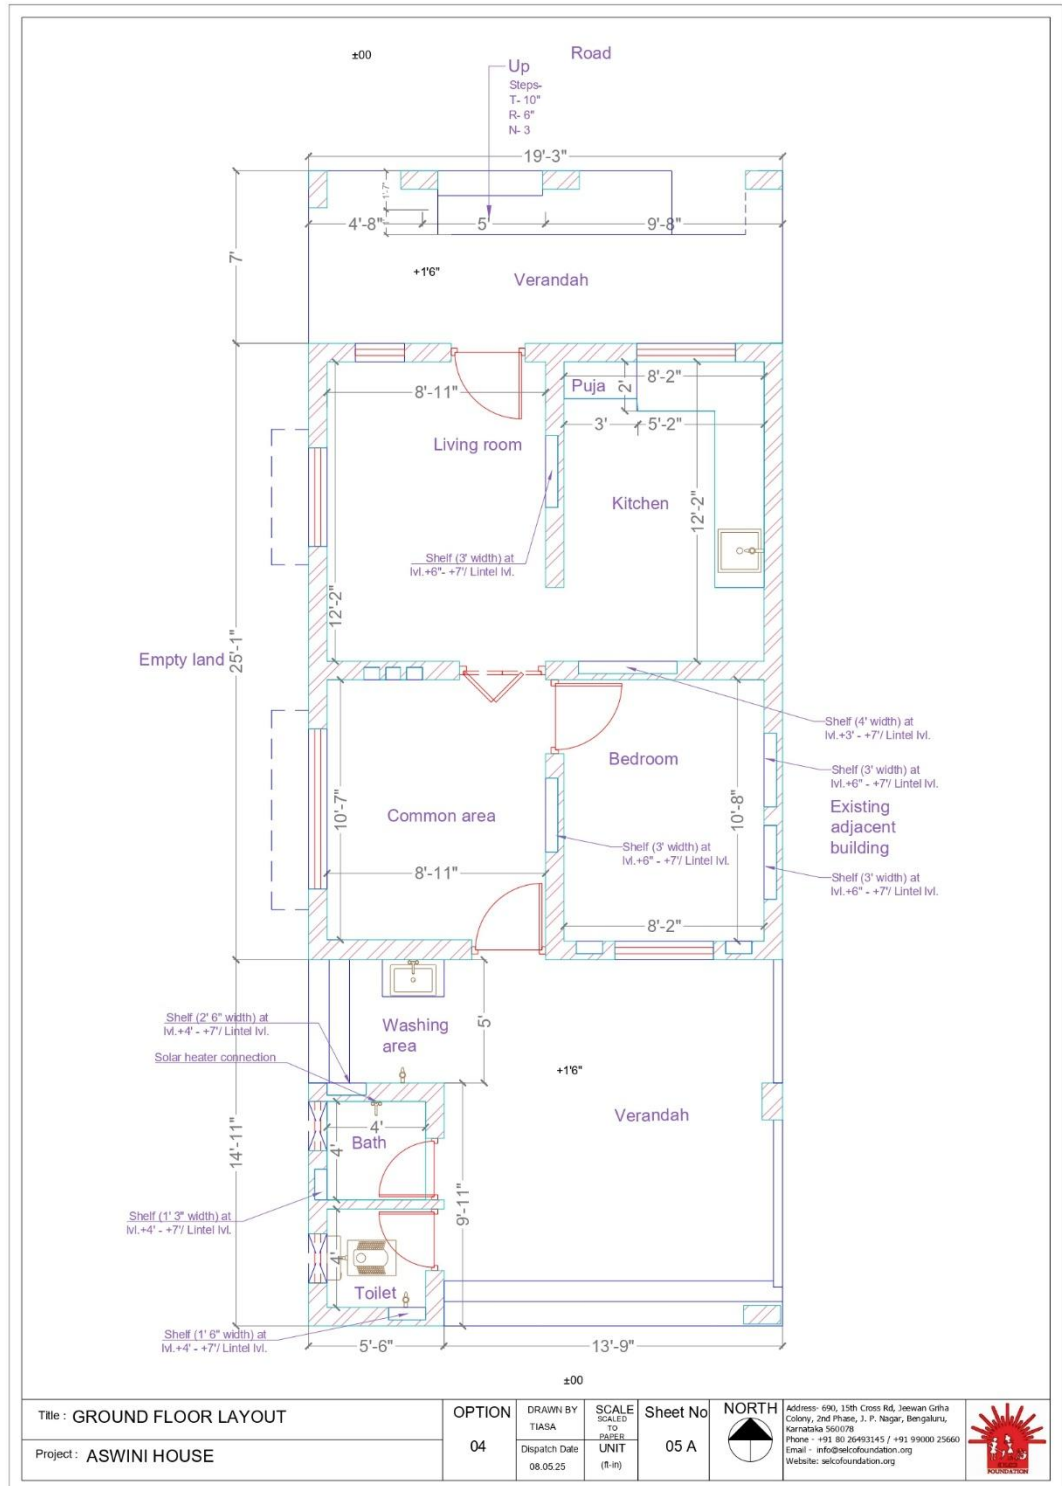 ±00
Road
Up
Steps-
T- 10"
R- 6"
N- 3
19'-3"
1'-7"
4'-8"
5'
9'-8"
7'
+1'6"
Verandah
8'-11"
Puja
2'
8'-2"
3'
5'-2"
Living room
Kitchen
12'-2"
Shelf (3' width) at
lvl.+6"- +7'/ Lintel lvl.
12'-2"
Empty land
25'-1"
Shelf (4' width) at
lvl.+3' - +7'/ Lintel lvl.
Bedroom
Shelf (3' width) at
lvl.+6" - +7'/ Lintel lvl.
Common area
10'-7"
10'-8"
Existing
adjacent
building
Shelf (3' width) at
lvl.+6" - +7'/ Lintel lvl.
8'-11"
Shelf (3' width) at
lvl.+6" - +7'/ Lintel lvl.
8'-2"
Shelf (2' 6" width) at
lvl.+4' - +7'/ Lintel lvl.
Washing
area
5'
Solar heater connection
+1'6"
4'
Bath
4'
Verandah
14'-11"
9'-11"
Shelf (1' 3" width) at
lvl.+4' - +7'/ Lintel lvl.
4'
Toilet
Shelf (1' 6" width) at
lvl.+4' - +7'/ Lintel lvl.
5'-6"
13'-9"
±00
Title : GROUND FLOOR LAYOUT
Project : ASWINI HOUSE
OPTION
04
DRAWN BY
TIASA
Dispatch Date
08.05.25
SCALE
SCALED
TO
PAPER
UNIT
(ft-in)
Sheet No
05 A
NORTH
Address- 690, 15th Cross Rd, Jeewan Griha
Colony, 2nd Phase, J. P. Nagar, Bengaluru,
Karnataka 560078
Phone - +91 80 26493145 / +91 99000 25660
Email - info@selcofoundation.org
Website: selcofoundation.org
SELCO
FOUNDATION